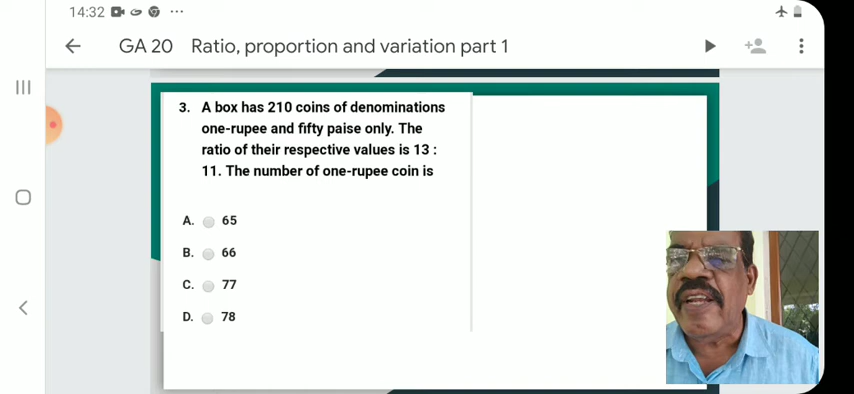 14:32
GA 20 Ratio, proportion and variation part 1
3. A box has 210 coins of denominations
one-rupee and fifty paise only. The
ratio of their respective values is 13 :
11. The number of one-rupee coin is
A. 65
B. 66
C. 77
D. 78